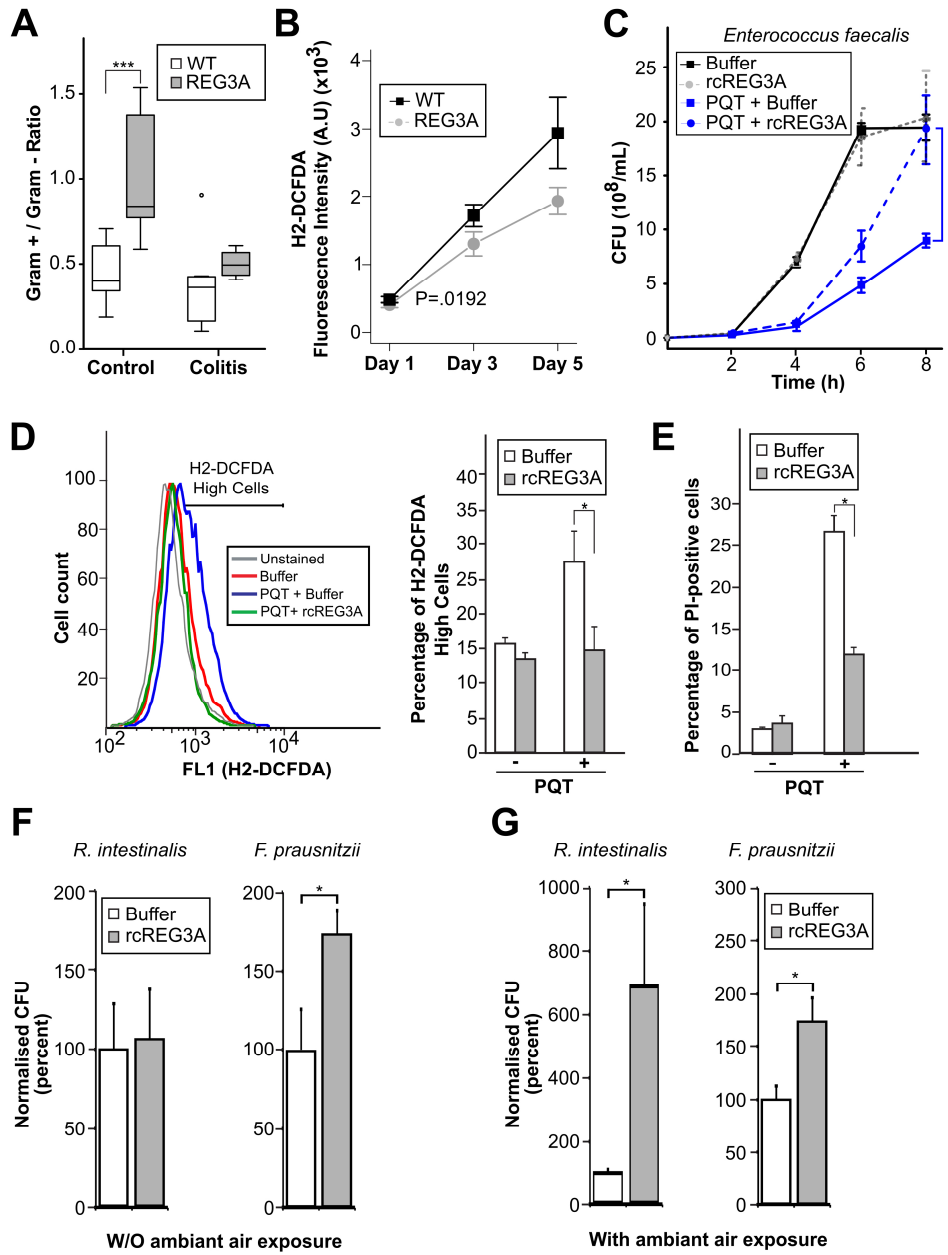 A
WT
REG3A
***
Gram + / Gram - Ratio
1.5
1.0
0.5
0.0
Control
Colitis
B
H2-DCFDA
Fluoresecnce Intensity (A.U) (x10³)
4
3
2
1
0
WT
REG3A
P=.0192
Day 1
Day 3
Day 5
C
Enterococcus faecalis
Buffer
rcREG3A
PQT + Buffer
PQT + rcREG3A
CFU (10⁸/mL)
25
20
15
10
5
0
2
4
6
8
Time (h)
D
H2-DCFDA
High Cells
Cell count
100
80
60
40
20
Unstained
Buffer
PQT + Buffer
PQT+ rcREG3A
10²
10³
10⁴
FL1 (H2-DCFDA)
Percentage of H2-DCFDA
High Cells
Buffer
rcREG3A
40
35
30
25
20
15
10
5
0
*
-
+
PQT
E
Percentage of PI-positive cells
Buffer
rcREG3A
30
25
20
15
10
5
0
*
-
+
PQT
F
R. intestinalis
F. prausnitzii
Normalised CFU
(percent)
200
150
100
50
0
Buffer
rcREG3A
200
150
100
50
0
*
W/O ambiant air exposure
G
R. intestinalis
F. prausnitzii
Normalised CFU
(percent)
1000
800
600
400
200
0
*
300
250
200
150
100
50
0
Buffer
rcREG3A
*
With ambiant air exposure